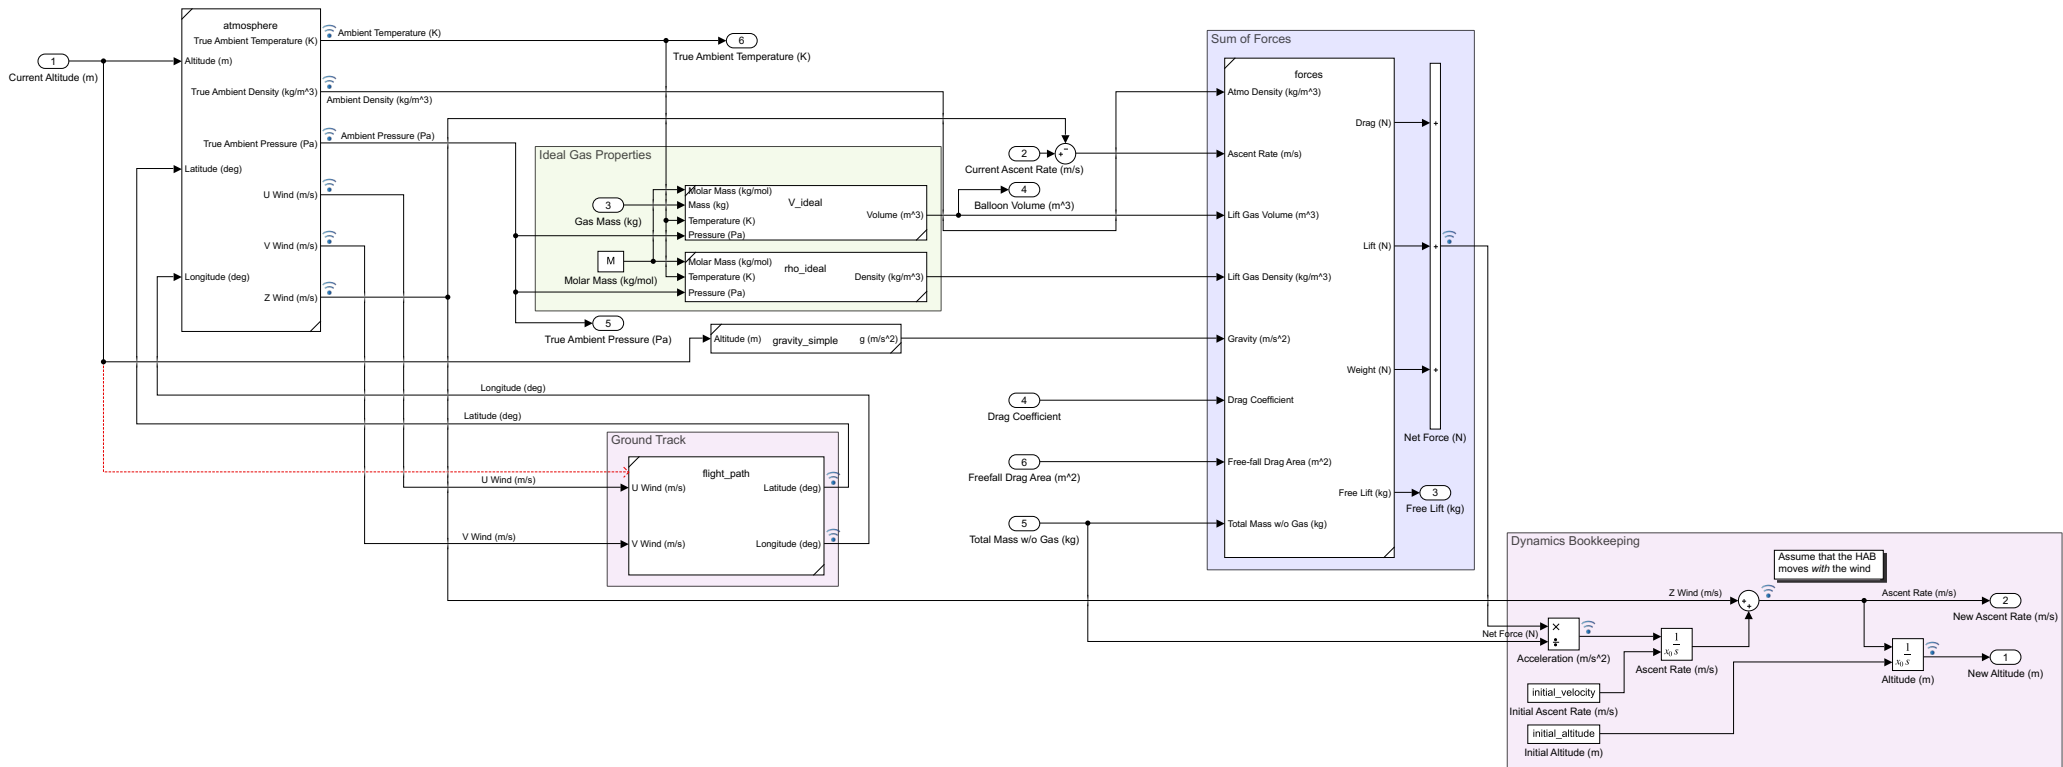 atmosphere
True Ambient Temperature (K)
Altitude (m)
True Ambient Density (kg/m^3)
True Ambient Pressure (Pa)
Latitude (deg)
U Wind (m/s)
V Wind (m/s)
Longitude (deg)
Z Wind (m/s)
1
Current Altitude (m)
Ambient Temperature (K)
Ambient Density (kg/m^3)
Ambient Pressure (Pa)
6
True Ambient Temperature (K)
Ideal Gas Properties
3
Gas Mass (kg)
M
Molar Mass (kg/mol)
Molar Mass (kg/mol)
V_ideal
Mass (kg)
Temperature (K)
Pressure (Pa)
Volume (m^3)
Molar Mass (kg/mol)
rho_ideal
Temperature (K)
Pressure (Pa)
Density (kg/m^3)
5
True Ambient Pressure (Pa)
Altitude (m)
gravity_simple
g (m/s^2)
Longitude (deg)
Latitude (deg)
Ground Track
flight_path
U Wind (m/s)
U Wind (m/s)
Latitude (deg)
V Wind (m/s)
V Wind (m/s)
Longitude (deg)
2
+
-
Current Ascent Rate (m/s)
4
Balloon Volume (m^3)
4
Drag Coefficient
6
Freefall Drag Area (m^2)
5
Total Mass w/o Gas (kg)
Sum of Forces
forces
Atmo Density (kg/m^3)
Drag (N)
+
Ascent Rate (m/s)
Lift Gas Volume (m^3)
Lift (N)
+
Lift Gas Density (kg/m^3)
Gravity (m/s^2)
Weight (N)
+
Drag Coefficient
Net Force (N)
Free-fall Drag Area (m^2)
Free Lift (kg)
3
Free Lift (kg)
Total Mass w/o Gas (kg)
Dynamics Bookkeeping
Assume that the HAB
moves with the wind
Z Wind (m/s)
+
+
Ascent Rate (m/s)
2
New Ascent Rate (m/s)
Net Force (N)
×
÷
Acceleration (m/s^2)
1
x₀ s
Ascent Rate (m/s)
1
x₀ s
Altitude (m)
1
New Altitude (m)
initial_velocity
Initial Ascent Rate (m/s)
initial_altitude
Initial Altitude (m)